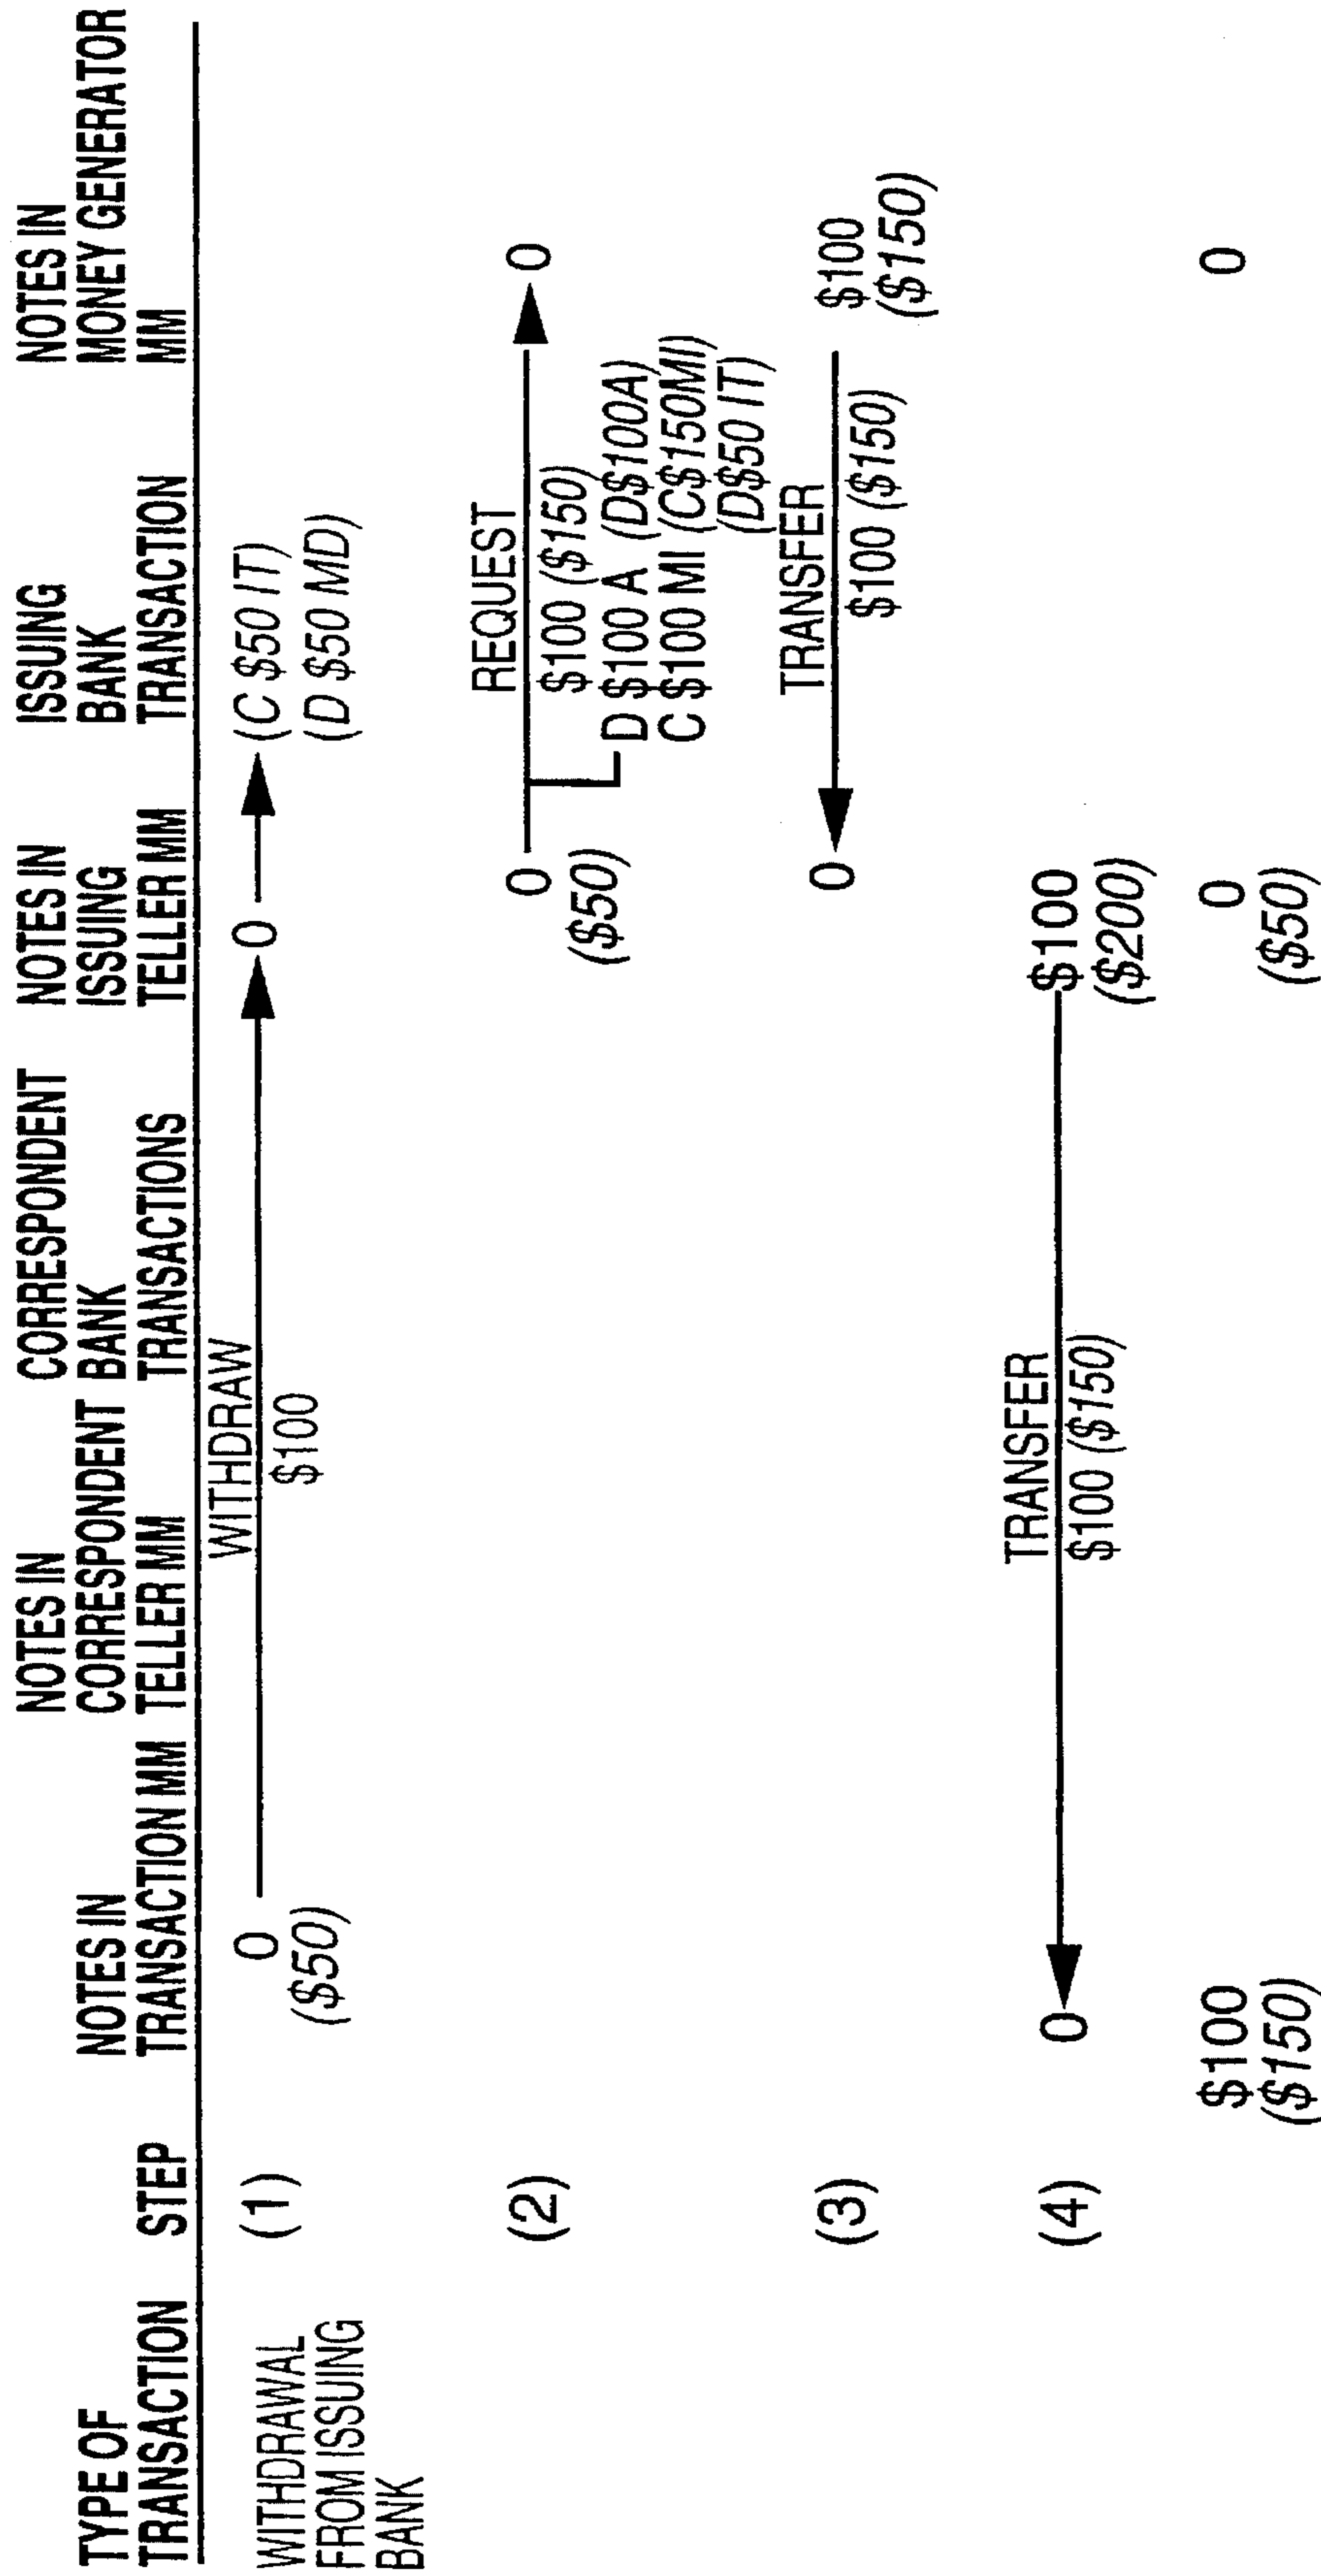 TYPE OF
TRANSACTION
STEP
NOTES IN
TRANSACTION MM
NOTES IN
CORRESPONDENT
TELLER MM
CORRESPONDENT
BANK
TRANSACTIONS
NOTES IN
ISSUING
TELLER MM
ISSUING
BANK
TRANSACTION
NOTES IN
MONEY GENERATOR
MM
WITHDRAWAL
FROM ISSUING
BANK
(1)
0
($50)
WITHDRAW
$100
0
(C $50 IT)
(D $50 MD)
(2)
0
($50)
REQUEST
$100 ($150)
D $100 A (D$100A)
C $100 MI (C$150MI)
(D$50 IT)
0
(3)
0
TRANSFER
$100 ($150)
$100
($150)
(4)
0
TRANSFER
$100 ($150)
$100
($200)
$100
($150)
0
($50)
0